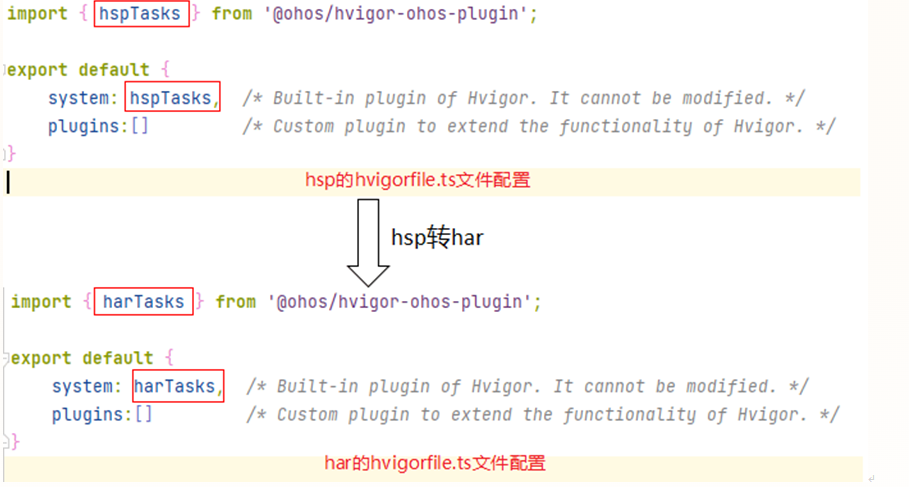 import { hspTasks } from '@ohos/hvigor-ohos-plugin';
export default {
system: hspTasks, /* Built-in plugin of Hvigor. It cannot be modified. */
plugins:[] /* Custom plugin to extend the functionality of Hvigor. */
}
hsp的hvigorfile.ts文件配置
hsp转har
import { harTasks } from '@ohos/hvigor-ohos-plugin';
export default {
system: harTasks, /* Built-in plugin of Hvigor. It cannot be modified. */
plugins:[] /* Custom plugin to extend the functionality of Hvigor. */
}
har的hvigorfile.ts文件配置